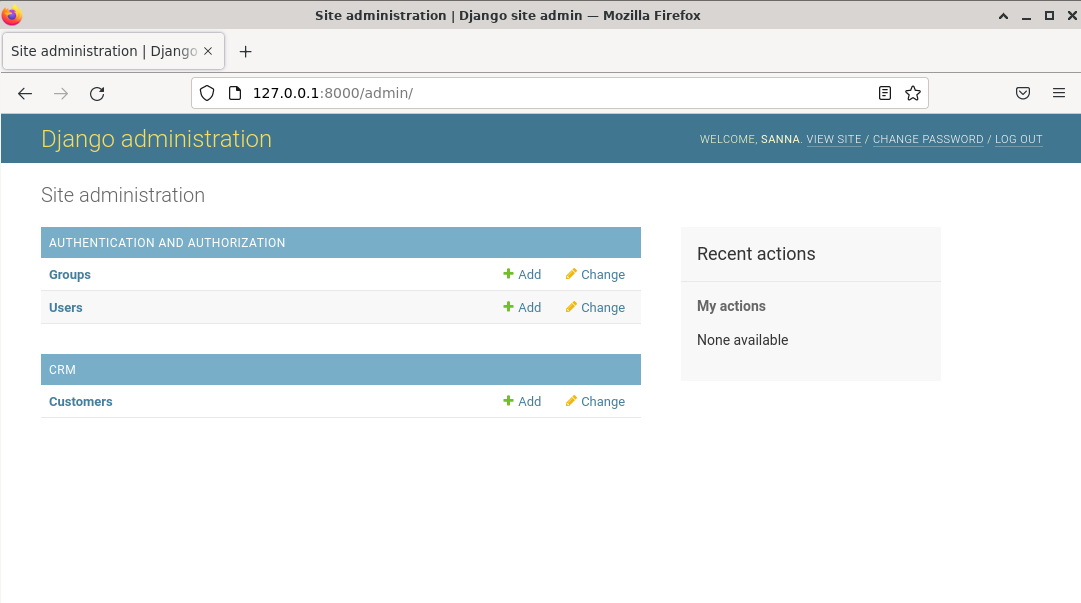 Site administration | Django site admin — Mozilla Firefox
Site administration | Django
127.0.0.1:8000/admin/
Django administration
WELCOME, SANNA. VIEW SITE / CHANGE PASSWORD / LOG OUT
Site administration
AUTHENTICATION AND AUTHORIZATION
Groups Add Change
Users Add Change
CRM
Customers Add Change
Recent actions
My actions
None available